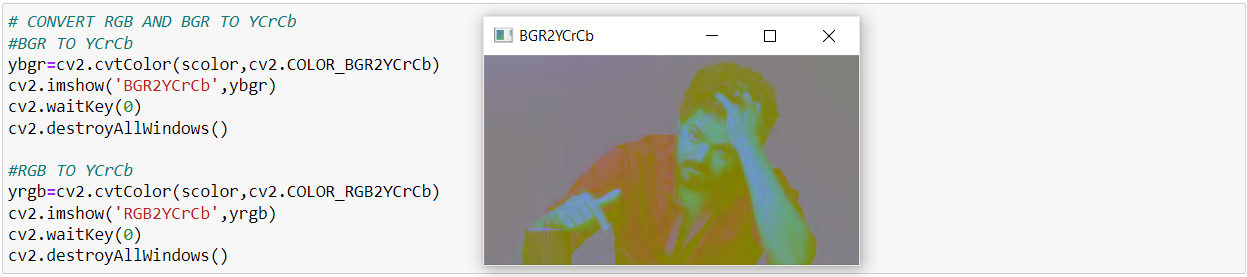 # CONVERT RGB AND BGR TO YCrCb
#BGR TO YCrCb
ybgr=cv2.cvtColor(scolor,cv2.COLOR_BGR2YCrCb)
cv2.imshow('BGR2YCrCb',ybgr)
cv2.waitKey(0)
cv2.destroyAllWindows()
#RGB TO YCrCb
yrgb=cv2.cvtColor(scolor,cv2.COLOR_RGB2YCrCb)
cv2.imshow('RGB2YCrCb',yrgb)
cv2.waitKey(0)
cv2.destroyAllWindows()
BGR2YCrCb